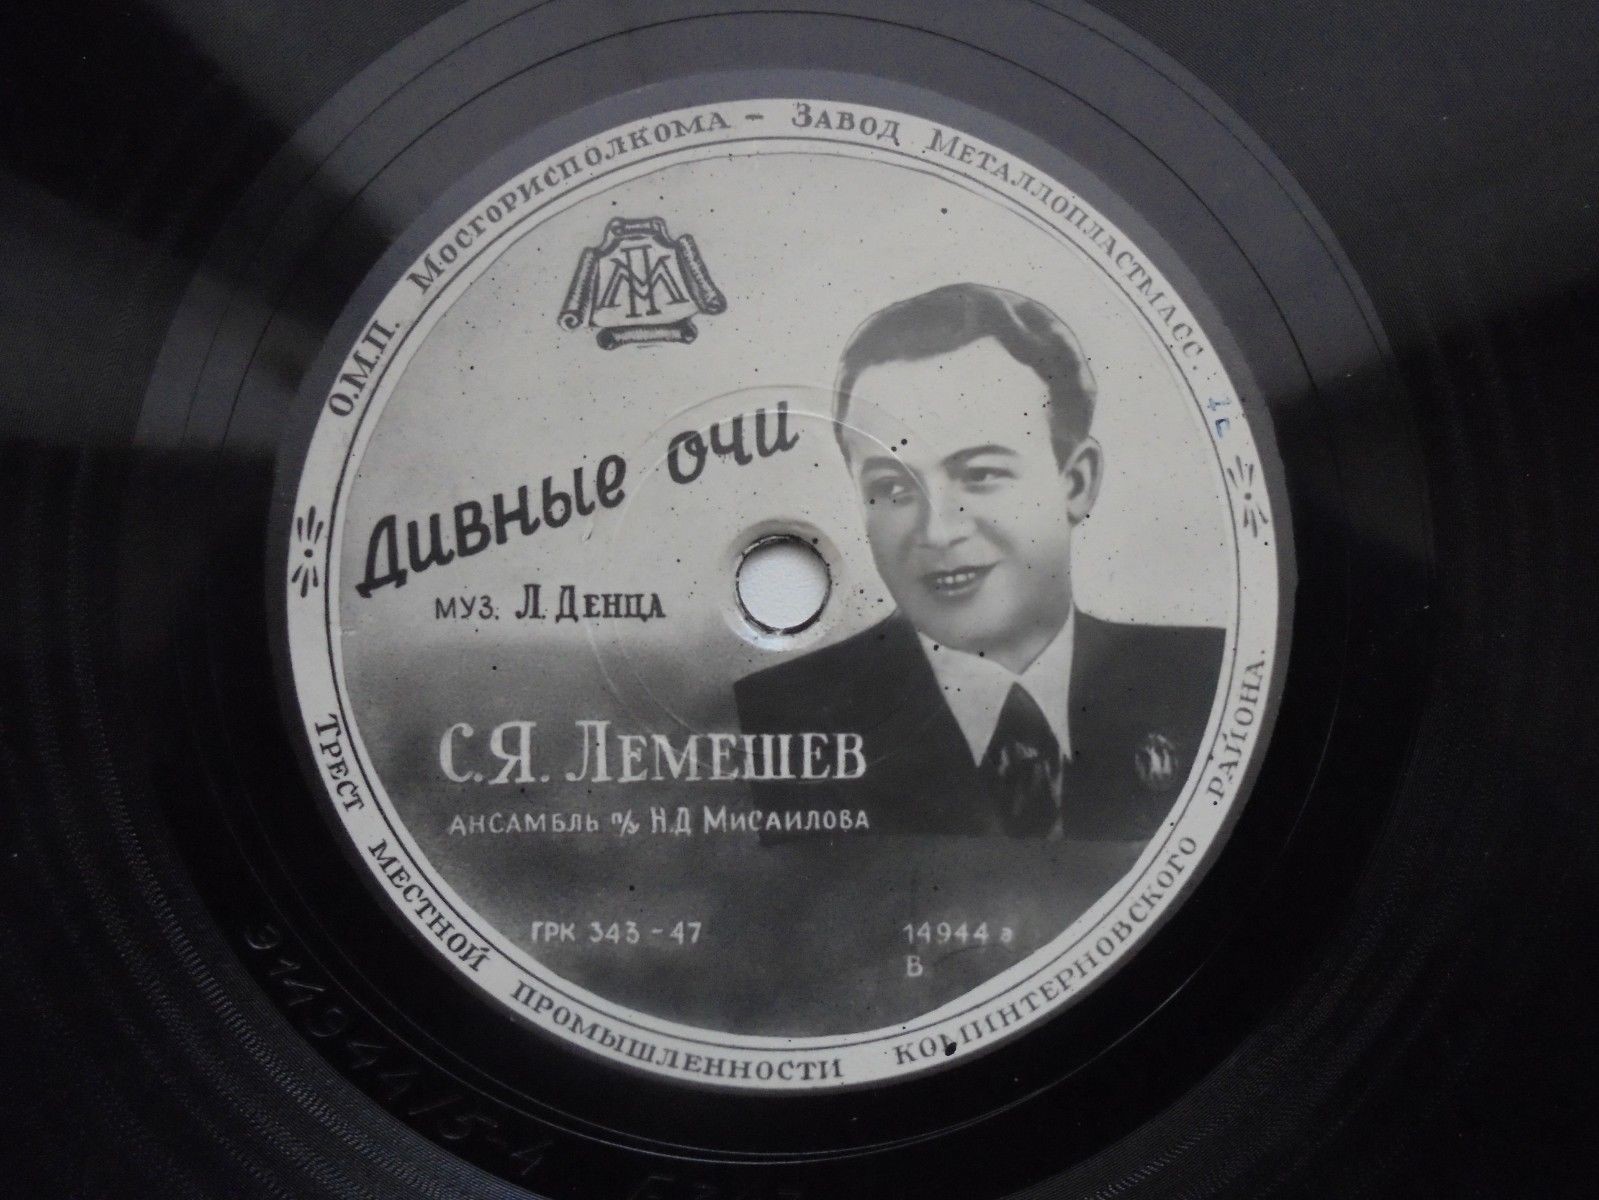 О.М.П. Мосгорисполкома – Завод Металлопластмасс.
1с
Дивные очи
муз. Л. Денца
С.Я. Лемешев
ансамбль п/у Н.Д Мисаилова
ГРК 343-47
14944 э
В
Трест местной промышленности Коминтерновского района.